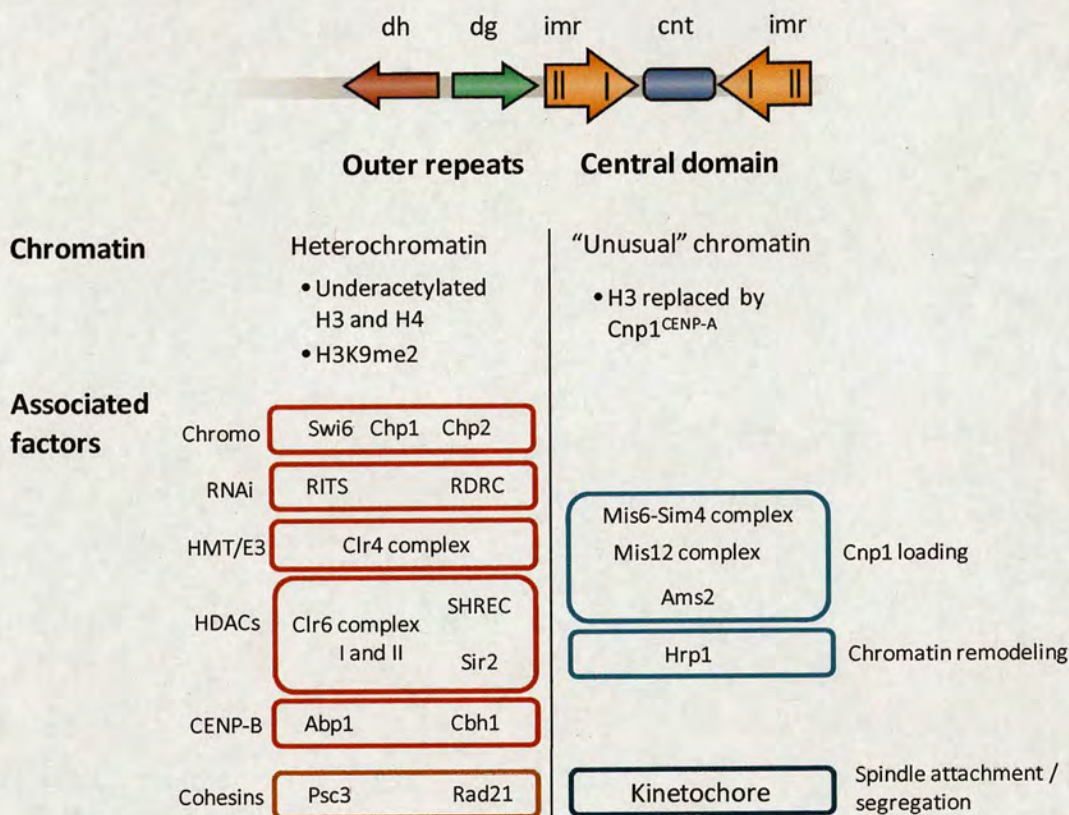 dh dg imr cnt imr
Outer repeats Central domain
Chromatin
Heterochromatin
• Underacetylated
H3 and H4
• H3K9me2
"Unusual" chromatin
• H3 replaced by
Cnp1CENP-A
Associated
factors
Chromo Swi6 Chp1 Chp2
RNAi RITS RDRC
HMT/E3 Clr4 complex
HDACs
Clr6 complex
I and II
SHREC
Sir2
CENP-B Abp1 Cbh1
Cohesins Psc3 Rad21
Mis6-Sim4 complex
Mis12 complex
Ams2
Cnp1 loading
Hrp1 Chromatin remodeling
Kinetochore
Spindle attachment /
segregation